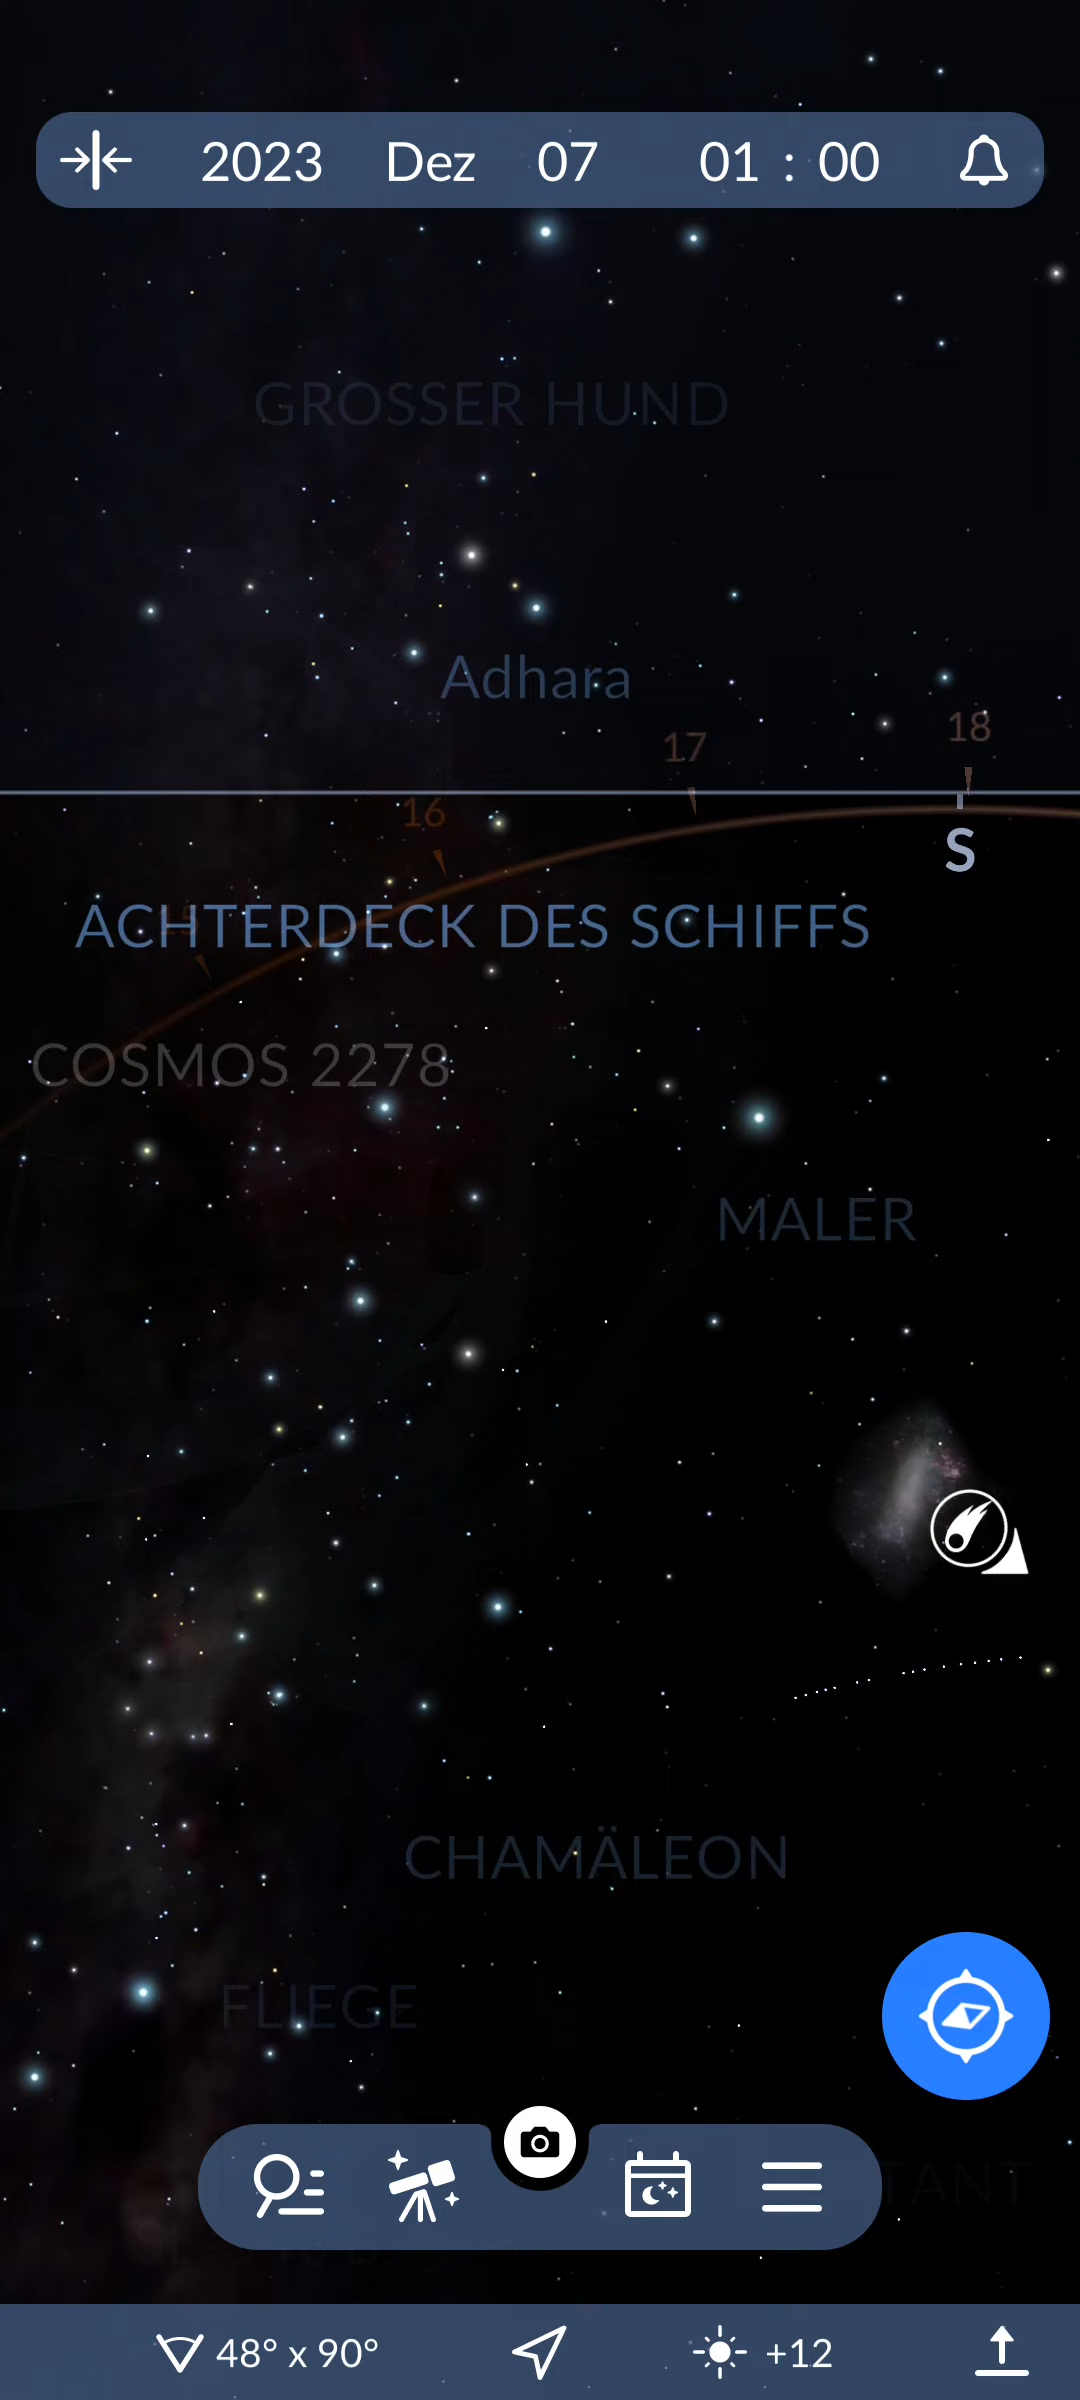 2023 Dez 07 01 : 00
GROSSER HUND
Adhara
17
18
16
S
15
ACHTERDECK DES SCHIFFS
COSMOS 2278
MALER
CHAMÄLEON
FLIEGE
48° x 90°
+12